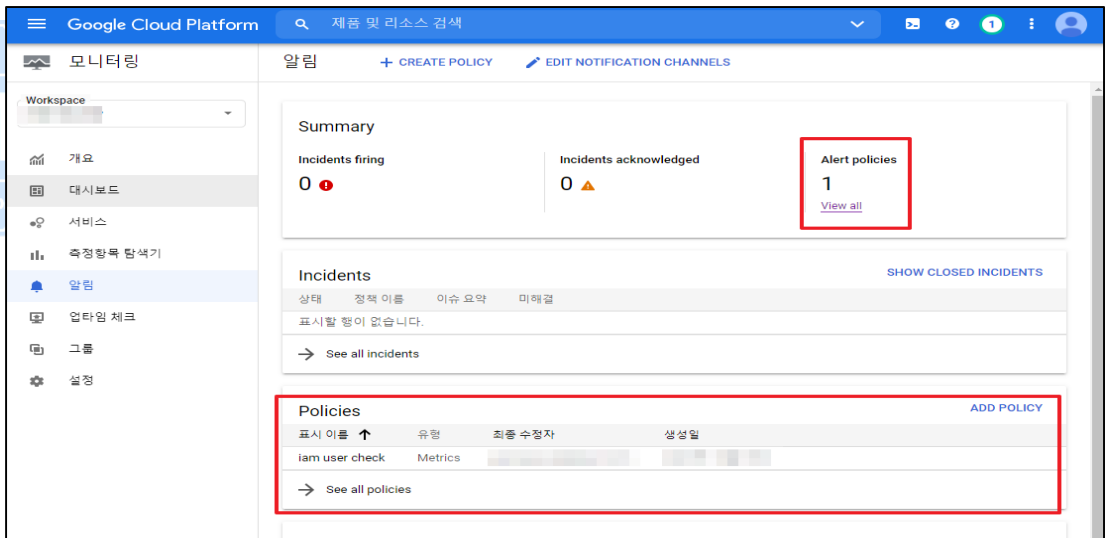 Google Cloud Platform 제품 및 리소스 검색 1
모니터링
알림 CREATE POLICY EDIT NOTIFICATION CHANNELS
Workspace
개요
대시보드
서비스
측정항목 탐색기
알림
업타임 체크
그룹
설정
Summary
Incidents firing Incidents acknowledged Alert policies
0 0 1
View all
Incidents SHOW CLOSED INCIDENTS
상태 정책 이름 이슈 요약 미해결
표시할 행이 없습니다.
See all incidents
Policies ADD POLICY
표시 이름 유형 최종 수정자 생성일
iam user check Metrics
See all policies